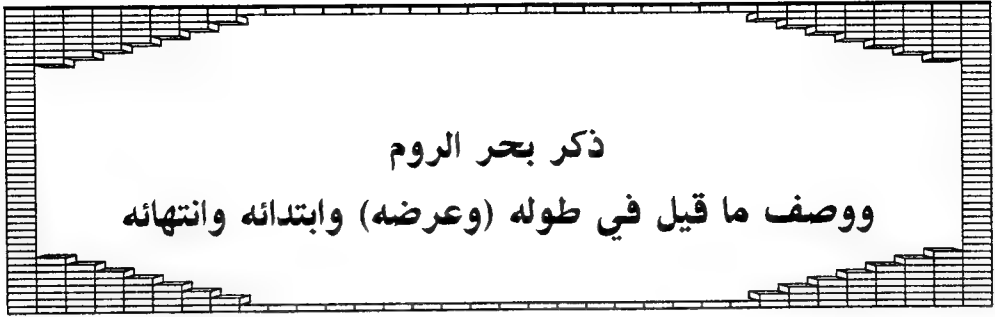 ذكر بحر الروم
ووصف ما قيل في طوله (وعرضه) وابتدائه وانتهائه